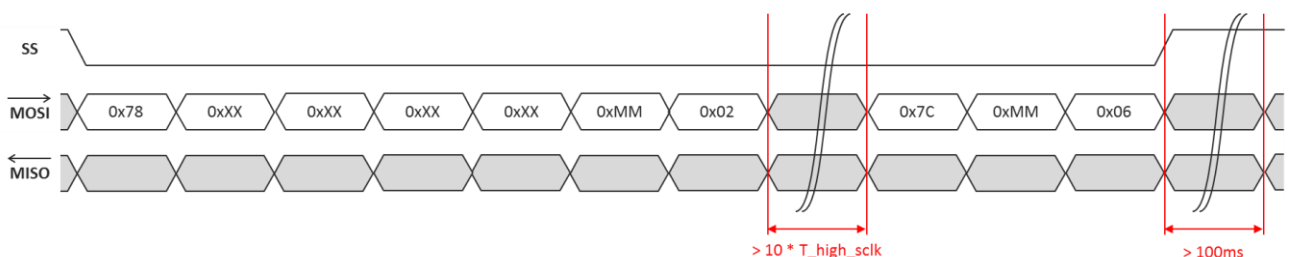 SS
MOSI 0x78 0xXX 0xXX 0xXX 0xXX 0xMM 0x02 0x7C 0xMM 0x06
MISO
> 10 * T_high_sclk > 100ms